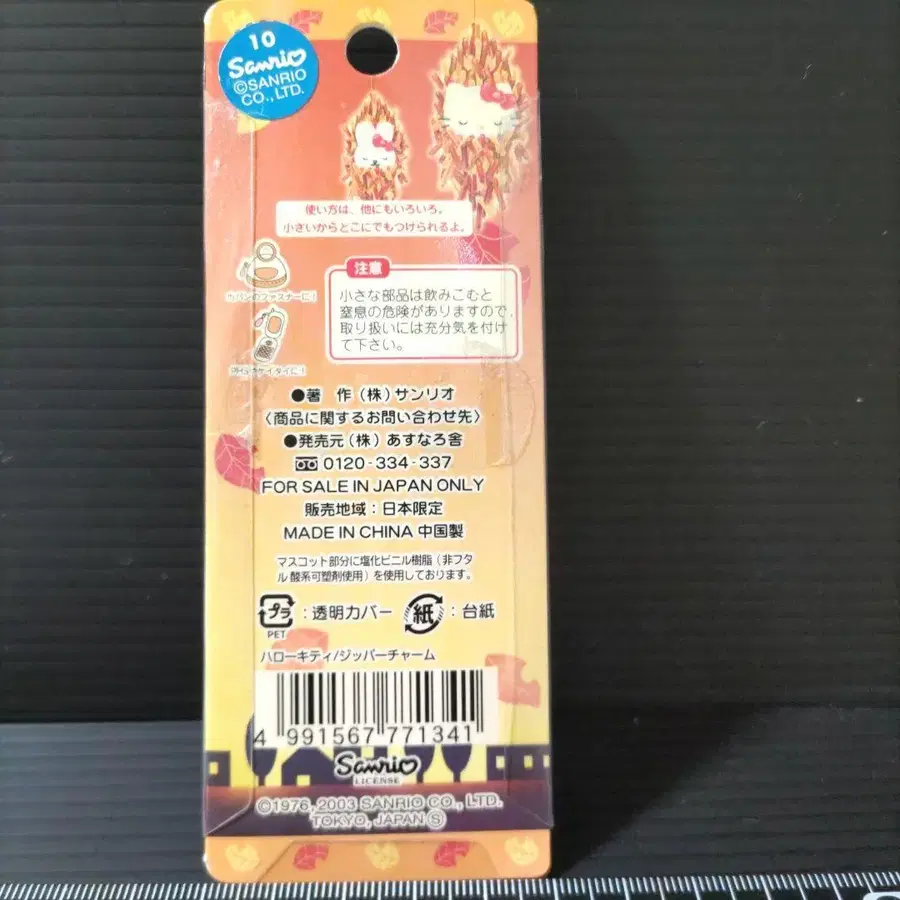 10
Sanrio
©SANRIO
CO., LTD.
使い方は、他にもいろいろ。
小さいからどこにでもつけられるよ。
カバンのファスナーに!
注意
小さな部品は飲みこむと
窒息の危険がありますので、
取り扱いには充分気を付け
て下さい。
PHSやケイタイに!
●著 作(株)サンリオ
〈商品に関するお問い合わせ先〉
●発売元(株)あすなろ舎
0120-334-337
FOR SALE IN JAPAN ONLY
販売地域:日本限定
MADE IN CHINA 中国製
マスコット部分に塩化ビニル樹脂(非フタ
ル酸系可塑剤使用)を使用しております。
プラ:透明カバー 紙:台紙
PET
ハローキティ/ジッパーチャーム
4 991567 771341
Sanrio
LICENSE
©1976, 2003 SANRIO CO., LTD.
TOKYO, JAPAN Ⓢ